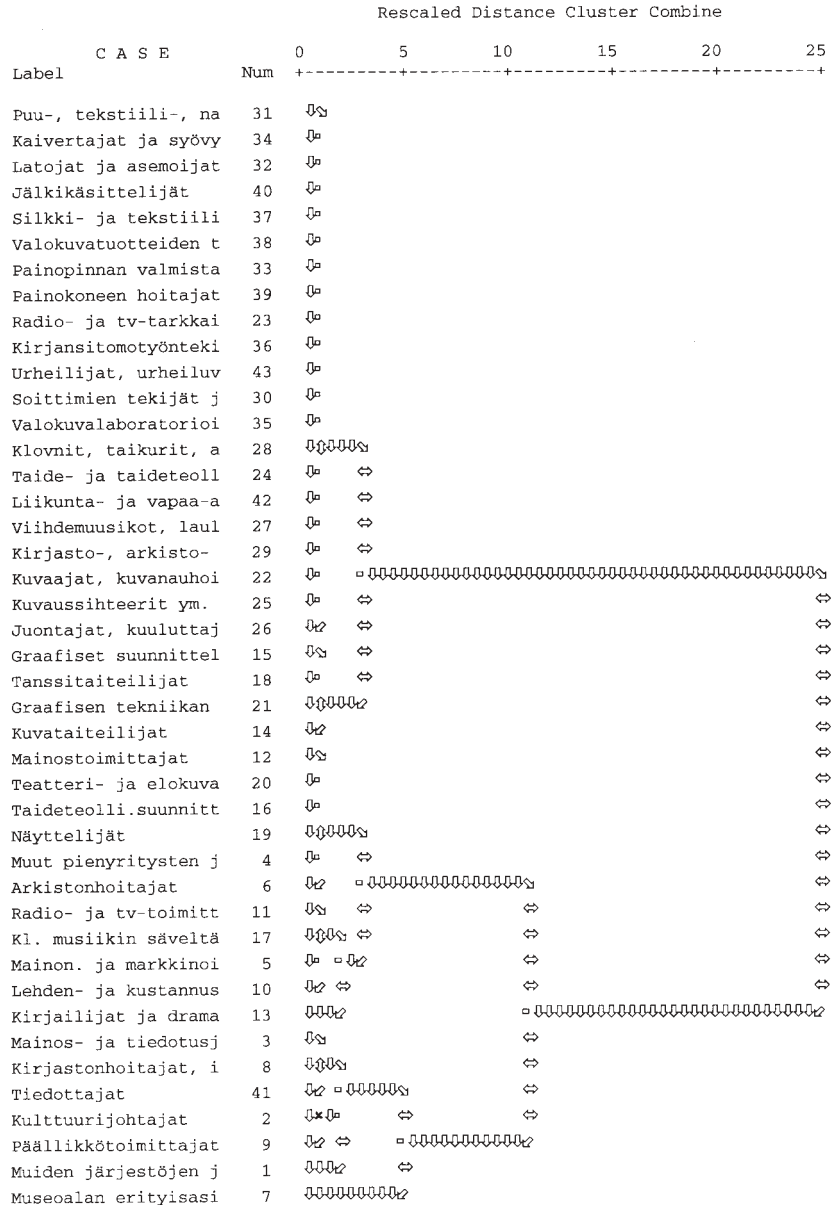 Rescaled Distance Cluster Combine
C A S E 0 5 10 15 20 25
Label Num +---------+---------+---------+---------+---------+
Puu-, tekstiili-, na 31
Kaivertajat ja syövy 34
Latojat ja asemoijat 32
Jälkikäsittelijät 40
Silkki- ja tekstiili 37
Valokuvatuotteiden t 38
Painopinnan valmista 33
Painokoneen hoitajat 39
Radio- ja tv-tarkkai 23
Kirjansitomotyönteki 36
Urheilijat, urheiluv 43
Soittimien tekijät j 30
Valokuvalaboratorioi 35
Klovnit, taikurit, a 28
Taide- ja taideteoll 24
Liikunta- ja vapaa-a 42
Viihdemuusikot, laul 27
Kirjasto-, arkisto- 29
Kuvaajat, kuvanauhoi 22
Kuvaussihteerit ym. 25
Juontajat, kuuluttaj 26
Graafiset suunnittel 15
Tanssitaiteilijat 18
Graafisen tekniikan 21
Kuvataiteilijat 14
Mainostoimittajat 12
Teatteri- ja elokuva 20
Taideteolli.suunnitt 16
Näyttelijät 19
Muut pienyritysten j 4
Arkistonhoitajat 6
Radio- ja tv-toimitt 11
Kl. musiikin säveltä 17
Mainon. ja markkinoi 5
Lehden- ja kustannus 10
Kirjailijat ja drama 13
Mainos- ja tiedotusj 3
Kirjastonhoitajat, i 8
Tiedottajat 41
Kulttuurijohtajat 2
Päällikkötoimittajat 9
Muiden järjestöjen j 1
Museoalan erityisasi 7